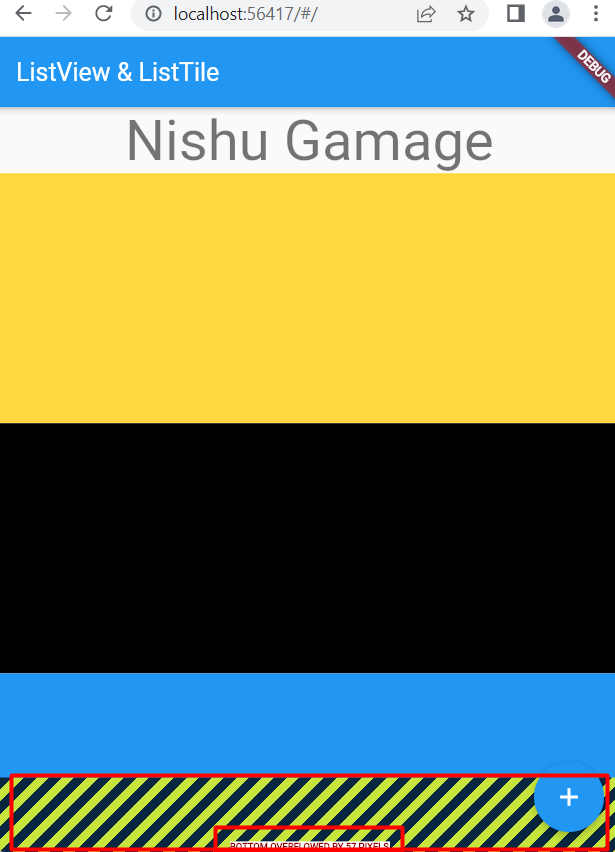 localhost:56417/#/
ListView & ListTile
DEBUG
Nishu Gamage
BOTTOM OVERFLOWED BY 57 PIXELS